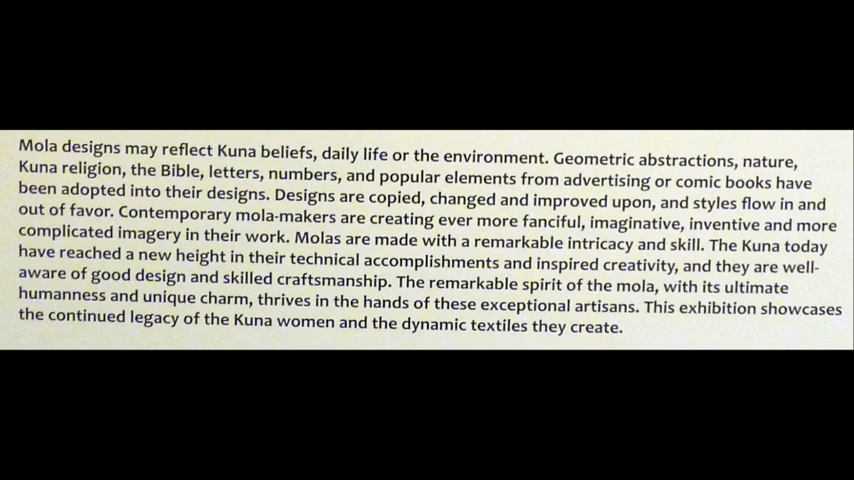 Mola designs may reflect Kuna beliefs, daily life or the environment. Geometric abstractions, nature,
Kuna religion, the Bible, letters, numbers, and popular elements from advertising or comic books have
been adopted into their designs. Designs are copied, changed and improved upon, and styles flow in and
out of favor. Contemporary mola-makers are creating ever more fanciful, imaginative, inventive and more
complicated imagery in their work. Molas are made with a remarkable intricacy and skill. The Kuna today
have reached a new height in their technical accomplishments and inspired creativity, and they are well-
aware of good design and skilled craftsmanship. The remarkable spirit of the mola, with its ultimate
humanness and unique charm, thrives in the hands of these exceptional artisans. This exhibition showcases
the continued legacy of the Kuna women and the dynamic textiles they create.